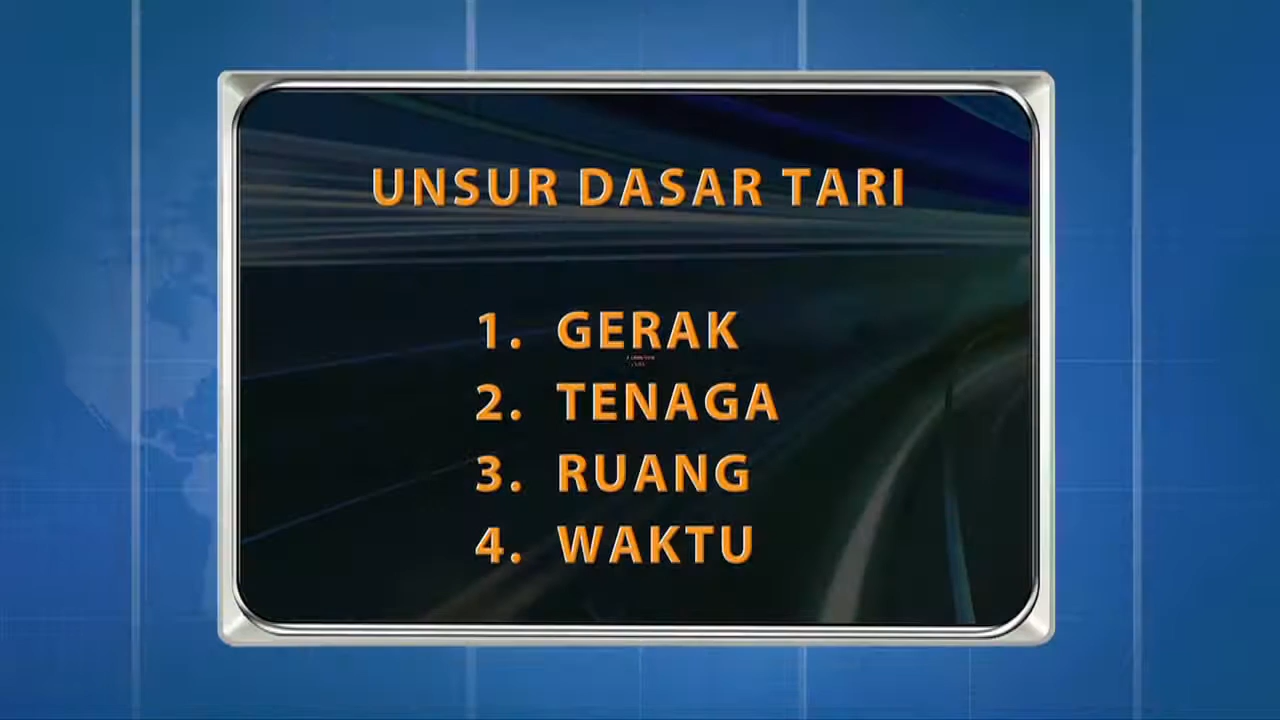 UNSUR DASAR TARI
1. GERAK
2. TENAGA
3. RUANG
4. WAKTU